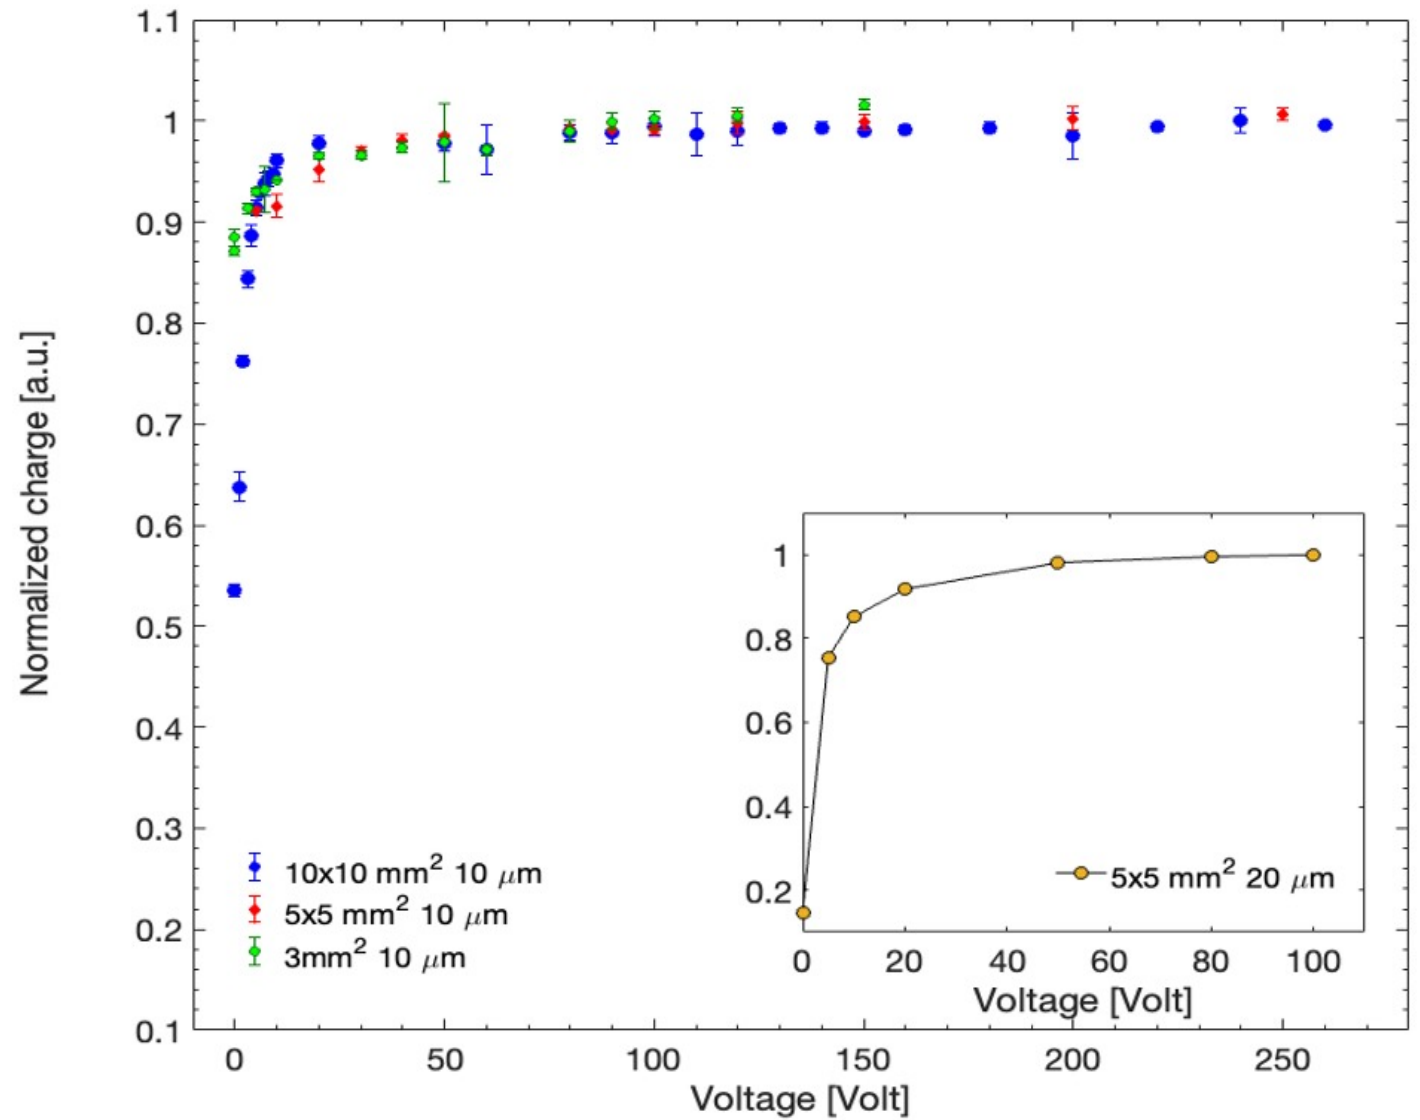 1.1
1
0.9
0.8
0.7
0.6
0.5
0.4
0.3
0.2
0.1
Normalized charge [a.u.]
10x10 mm² 10 μm
5x5 mm² 10 μm
3mm² 10 μm
0 50 100 150 200 250
Voltage [Volt]
1
0.8
0.6
0.4
0.2
5x5 mm² 20 μm
0 20 40 60 80 100
Voltage [Volt]